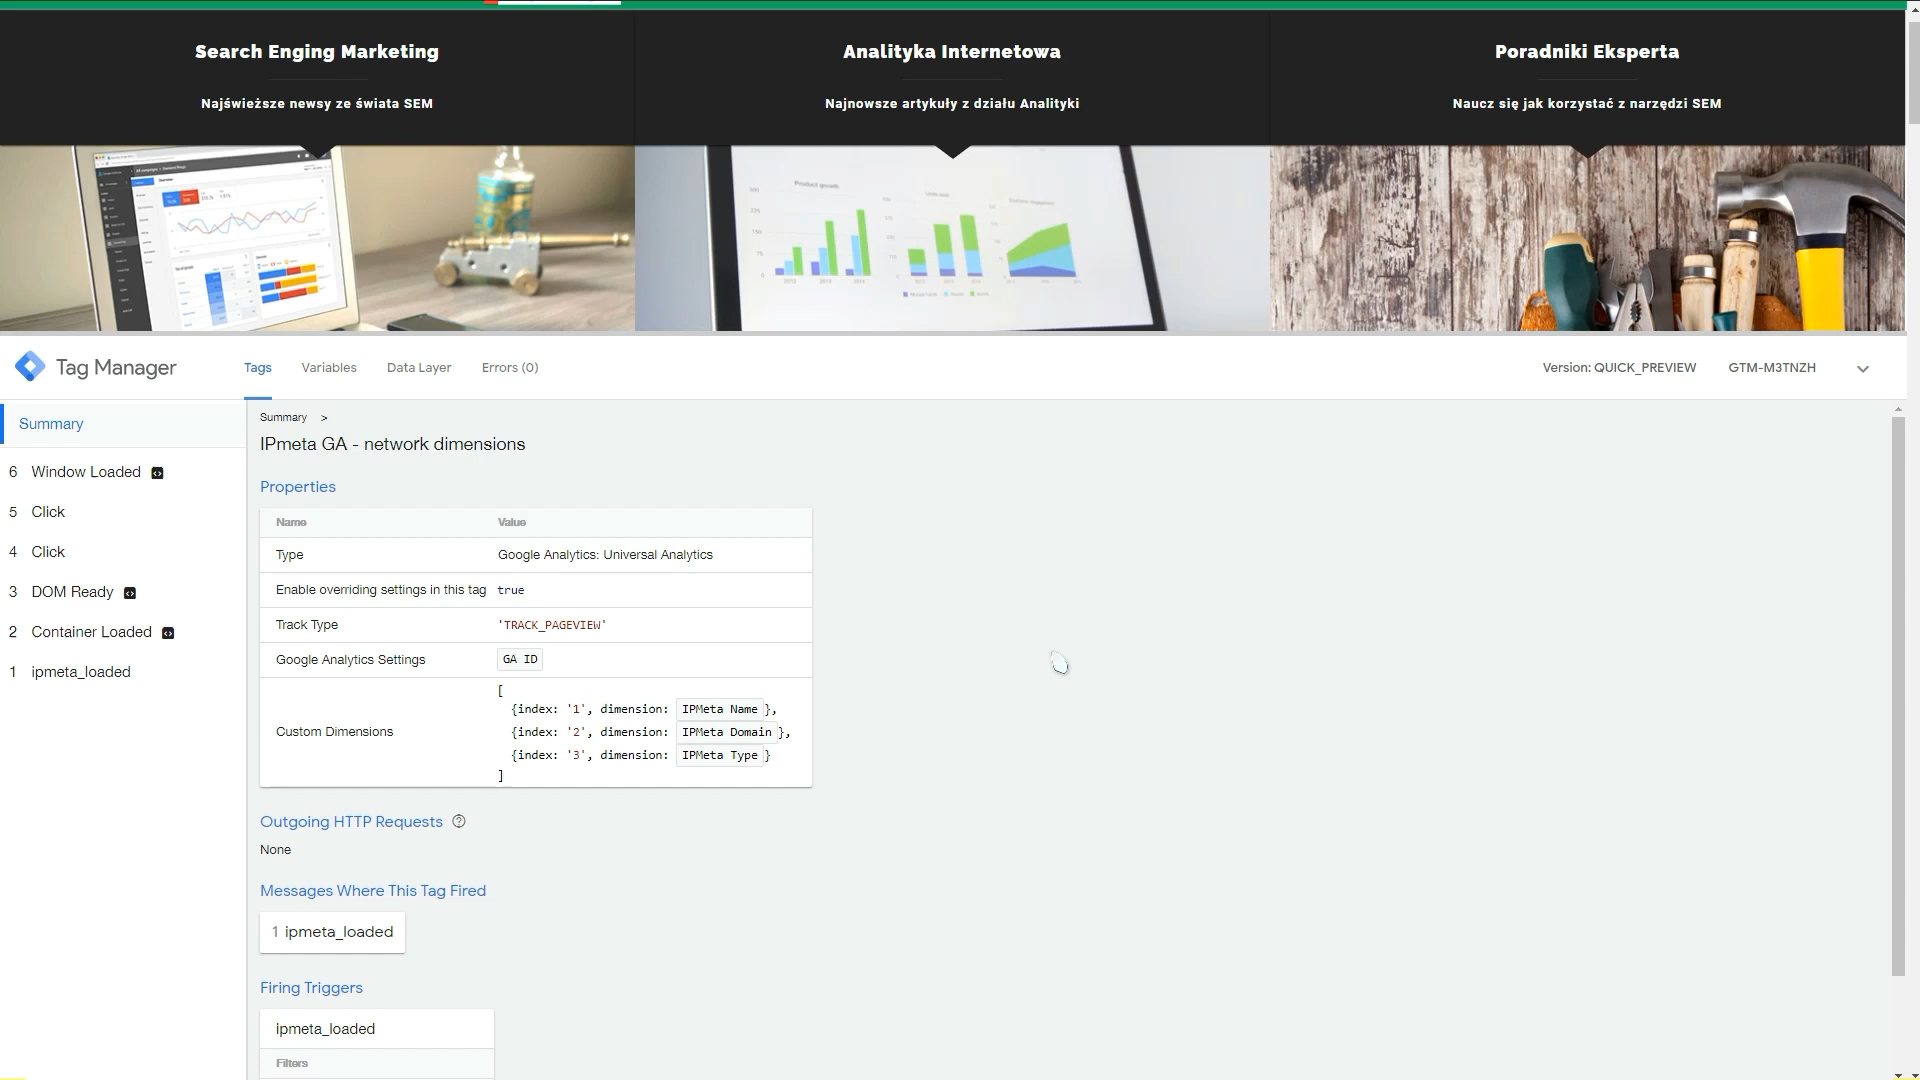 Search Enging Marketing
Najświeższe newsy ze świata SEM
Analityka Internetowa
Najnowsze artykuły z działu Analityki
Poradniki Eksperta
Naucz się jak korzystać z narzędzi SEM
Product growth
Tag Manager
Tags
Variables
Data Layer
Errors (0)
Version: QUICK_PREVIEW
GTM-M3TNZH
Summary
6 Window Loaded
5 Click
4 Click
3 DOM Ready
2 Container Loaded
1 ipmeta_loaded
Summary >
IPmeta GA - network dimensions
Properties
Name Value
Type Google Analytics: Universal Analytics
Enable overriding settings in this tag true
Track Type 'TRACK_PAGEVIEW'
Google Analytics Settings GA ID
Custom Dimensions
[
{index: '1', dimension: IPMeta Name },
{index: '2', dimension: IPMeta Domain },
{index: '3', dimension: IPMeta Type }
]
Outgoing HTTP Requests
None
Messages Where This Tag Fired
1 ipmeta_loaded
Firing Triggers
ipmeta_loaded
Filters